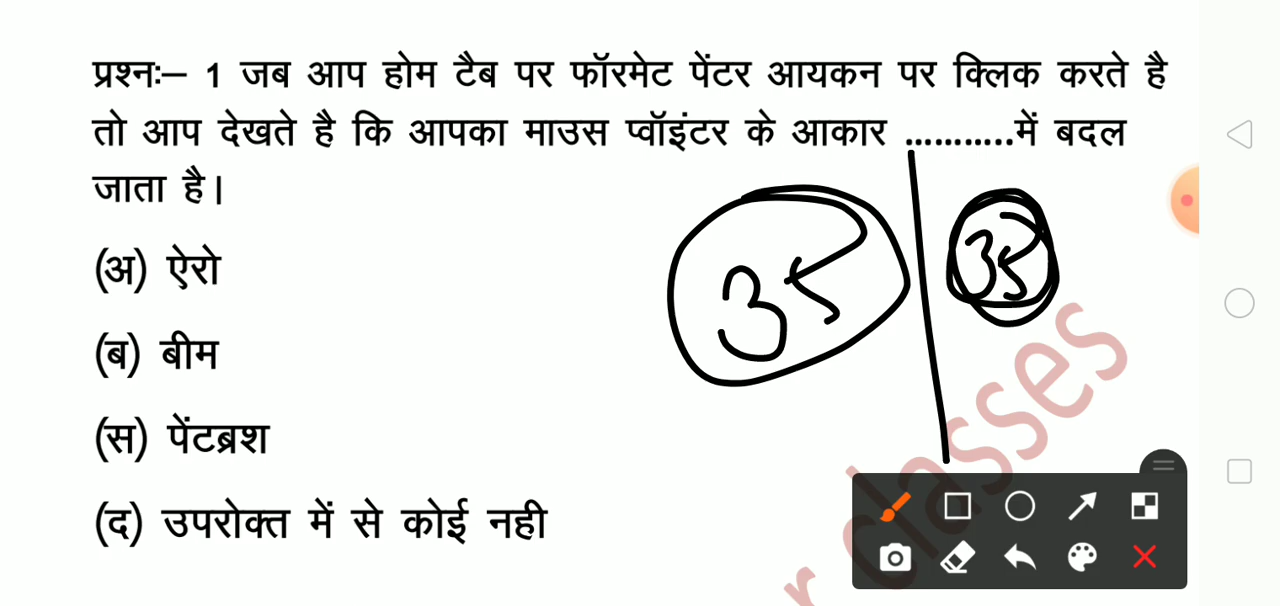 प्रश्नः– 1 जब आप होम टैब पर फॉरमेट पेंटर आयकन पर क्लिक करते है
तो आप देखते है कि आपका माउस प्वॉइंटर के आकार ...........में बदल
जाता है।
(अ) ऐरो
(ब) बीम
(स) पेंटब्रश
(द) उपरोक्त में से कोई नही
35
35
r classes